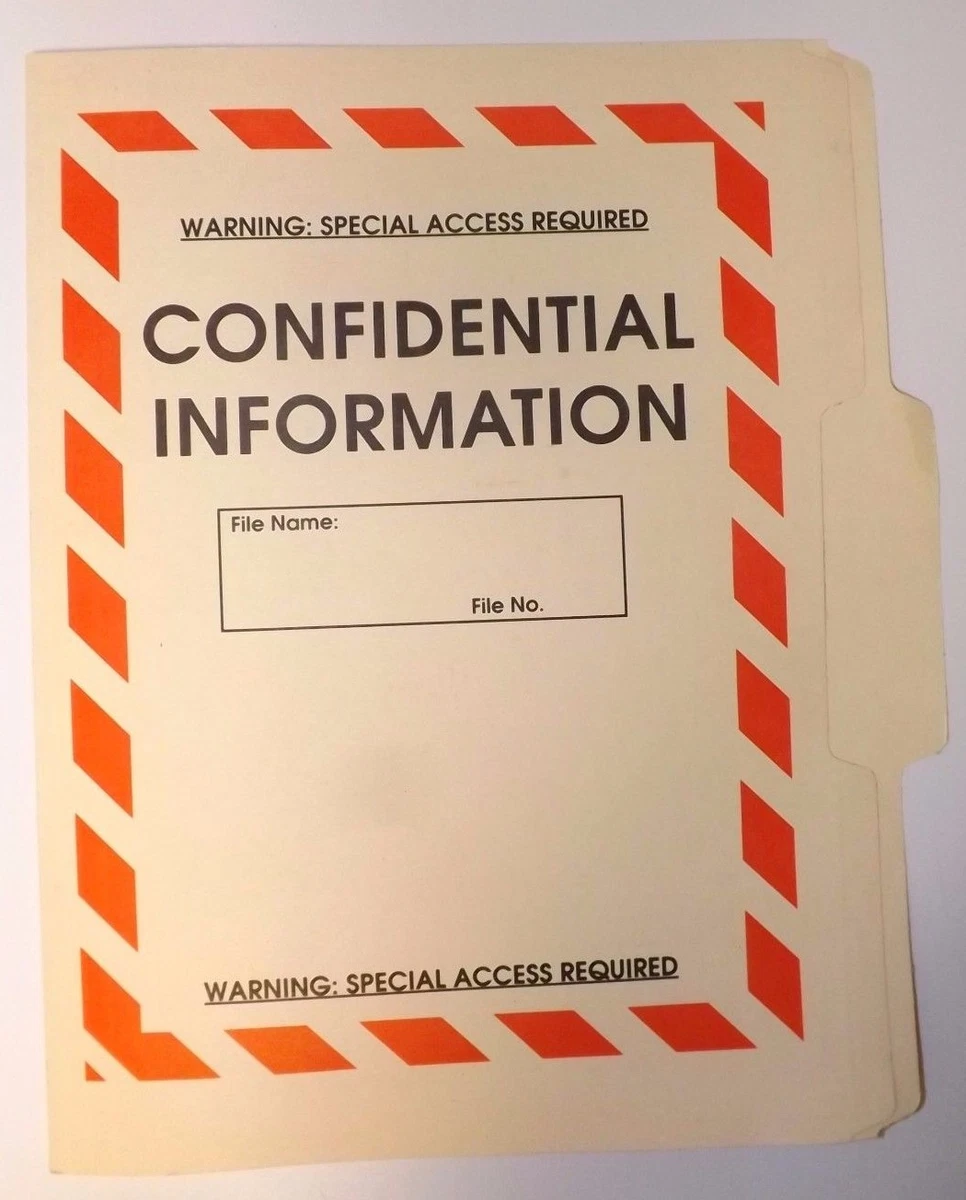 WARNING: SPECIAL ACCESS REQUIRED
CONFIDENTIAL
INFORMATION
File Name:
File No.
WARNING: SPECIAL ACCESS REQUIRED